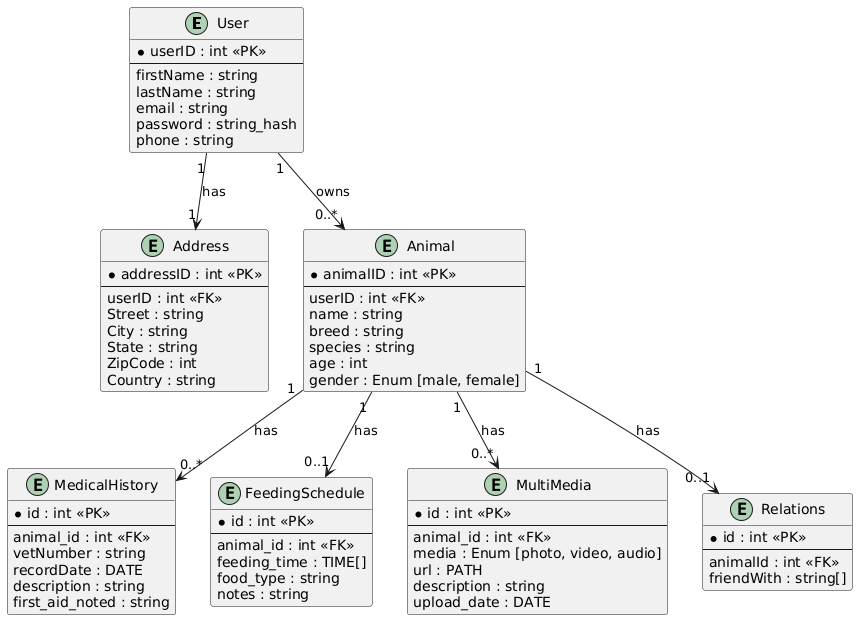 E User
* userID : int «PK»
firstName : string
lastName : string
email : string
password : string_hash
phone : string
1
1
has
owns
1
0..*
E Address
* addressID : int «PK»
userID : int «FK»
Street : string
City : string
State : string
ZipCode : int
Country : string
E Animal
* animalID : int «PK»
userID : int «FK»
name : string
breed : string
species : string
age : int
gender : Enum [male, female]
1
1
1
1
has
has
has
has
0..*
0..1
0..*
0..1
E MedicalHistory
* id : int «PK»
animal_id : int «FK»
vetNumber : string
recordDate : DATE
description : string
first_aid_noted : string
E FeedingSchedule
* id : int «PK»
animal_id : int «FK»
feeding_time : TIME[]
food_type : string
notes : string
E MultiMedia
* id : int «PK»
animal_id : int «FK»
media : Enum [photo, video, audio]
url : PATH
description : string
upload_date : DATE
E Relations
* id : int «PK»
animalId : int «FK»
friendWith : string[]